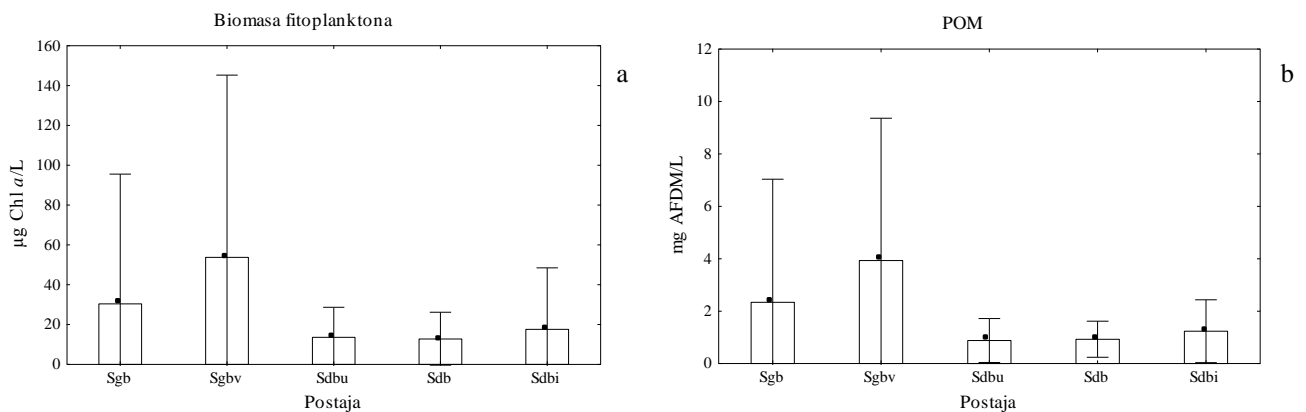 Biomasa fitoplanktona
160
140
120
100
80
60
40
20
0
µg Chl a/L
Sgb Sgbv Sdbu Sdb Sdbi
Postaja
a
POM
12
10
8
6
4
2
0
mg AFDM/L
Sgb Sgbv Sdbu Sdb Sdbi
Postaja
b